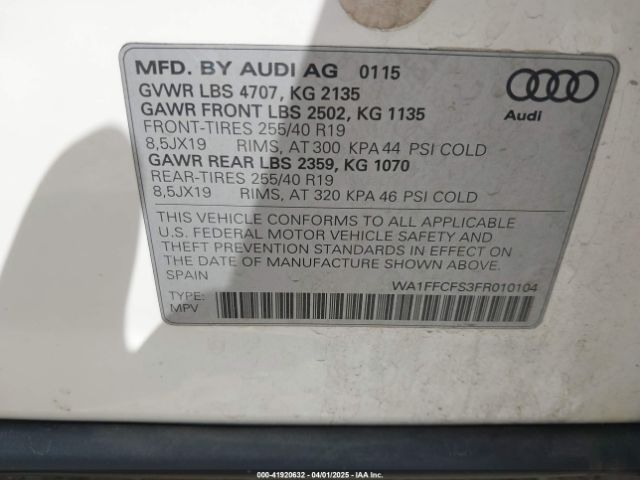 MFD. BY AUDI AG 0115
GVWR LBS 4707, KG 2135
GAWR FRONT LBS 2502, KG 1135
FRONT-TIRES 255/40 R19
8,5JX19 RIMS, AT 300 KPA 44 PSI COLD
GAWR REAR LBS 2359, KG 1070
REAR-TIRES 255/40 R19
8,5JX19 RIMS, AT 320 KPA 46 PSI COLD
Audi
THIS VEHICLE CONFORMS TO ALL APPLICABLE
U.S. FEDERAL MOTOR VEHICLE SAFETY AND
THEFT PREVENTION STANDARDS IN EFFECT ON
THE DATE OF MANUFACTURE SHOWN ABOVE.
SPAIN
WA1FFCFS3FR010104
TYPE:
MPV
000-41920632 - 04/01/2025 - IAA Inc.